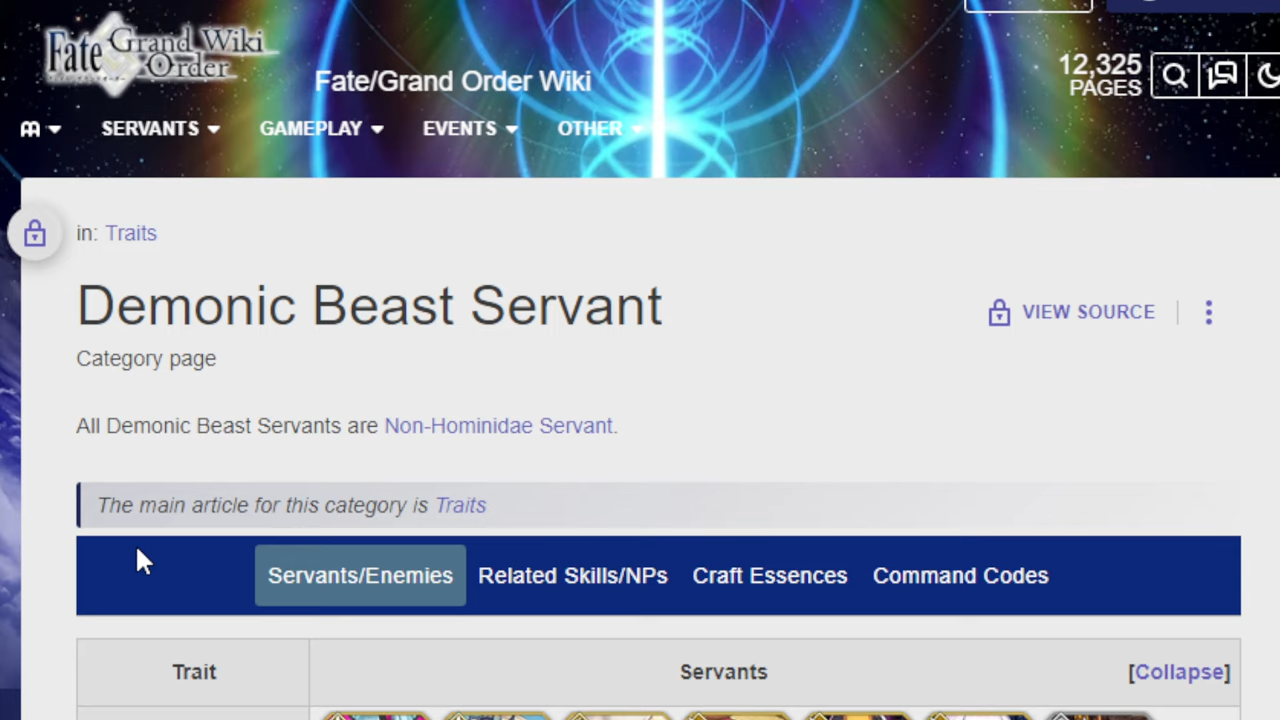 Fate Grand Wiki
Order
Fate/Grand Order Wiki
12,325
PAGES
SERVANTS
GAMEPLAY
EVENTS
OTHER
in: Traits
Demonic Beast Servant
VIEW SOURCE
Category page
All Demonic Beast Servants are Non-Hominidae Servant.
The main article for this category is Traits
Servants/Enemies Related Skills/NPs Craft Essences Command Codes
Trait Servants [Collapse]